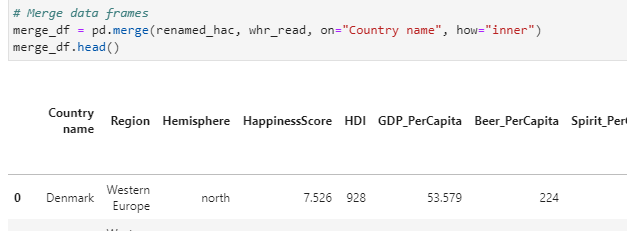 # Merge data frames
merge_df = pd.merge(renamed_hac, whr_read, on="Country name", how="inner")
merge_df.head()
Country name Region Hemisphere HappinessScore HDI GDP_PerCapita Beer_PerCapita Spirit_Per
0 Denmark Western Europe north 7.526 928 53.579 224